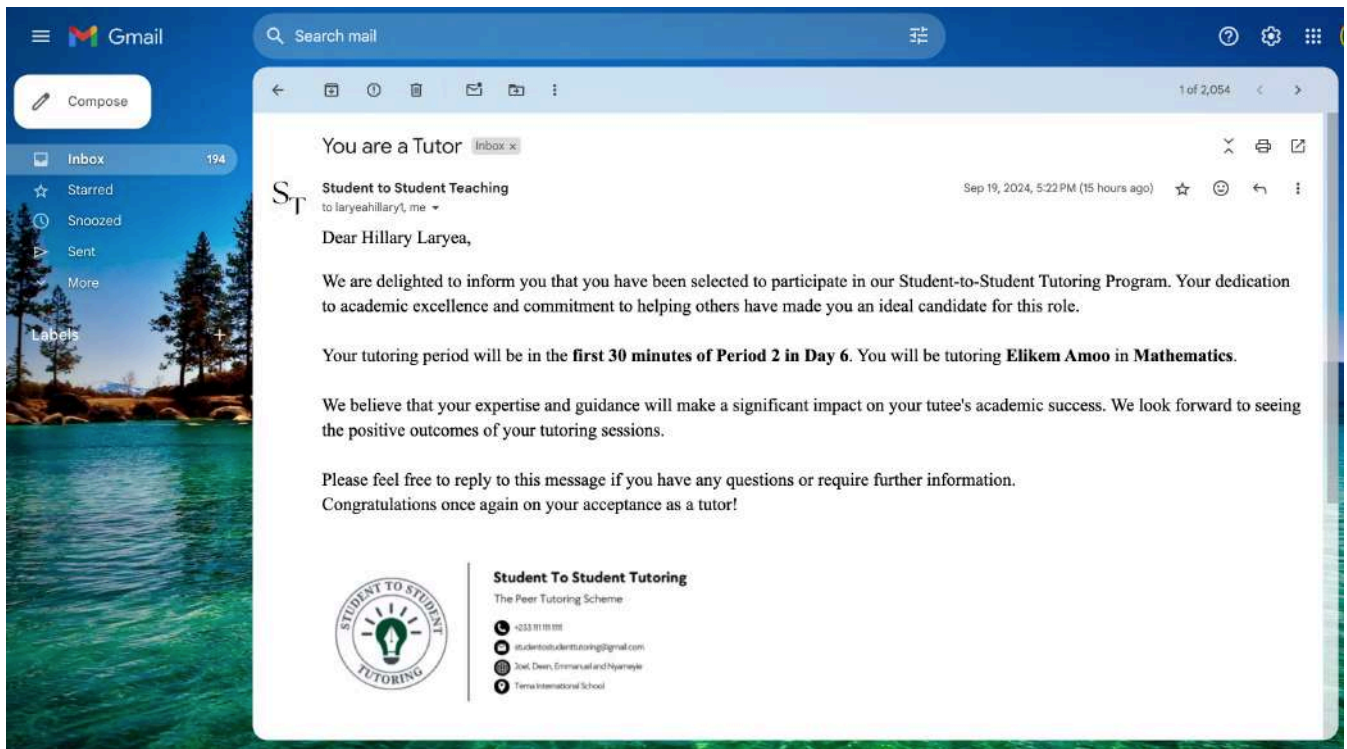 Gmail
Search mail
Compose
1 of 2,054
Inbox 194
Starred
Snoozed
Sent
More
Labels
You are a Tutor Inbox x
ST
Student to Student Teaching
Sep 19, 2024, 5:22 PM (15 hours ago)
to laryeahillary1, me
Dear Hillary Laryea,
We are delighted to inform you that you have been selected to participate in our Student-to-Student Tutoring Program. Your dedication
to academic excellence and commitment to helping others have made you an ideal candidate for this role.
Your tutoring period will be in the first 30 minutes of Period 2 in Day 6. You will be tutoring Elikem Amoo in Mathematics.
We believe that your expertise and guidance will make a significant impact on your tutee's academic success. We look forward to seeing
the positive outcomes of your tutoring sessions.
Please feel free to reply to this message if you have any questions or require further information.
Congratulations once again on your acceptance as a tutor!
STUDENT TO STUDENT
TUTORING
Student To Student Tutoring
The Peer Tutoring Scheme
Joel, Deen, Emmanuel and Nyameyie
Tema International School